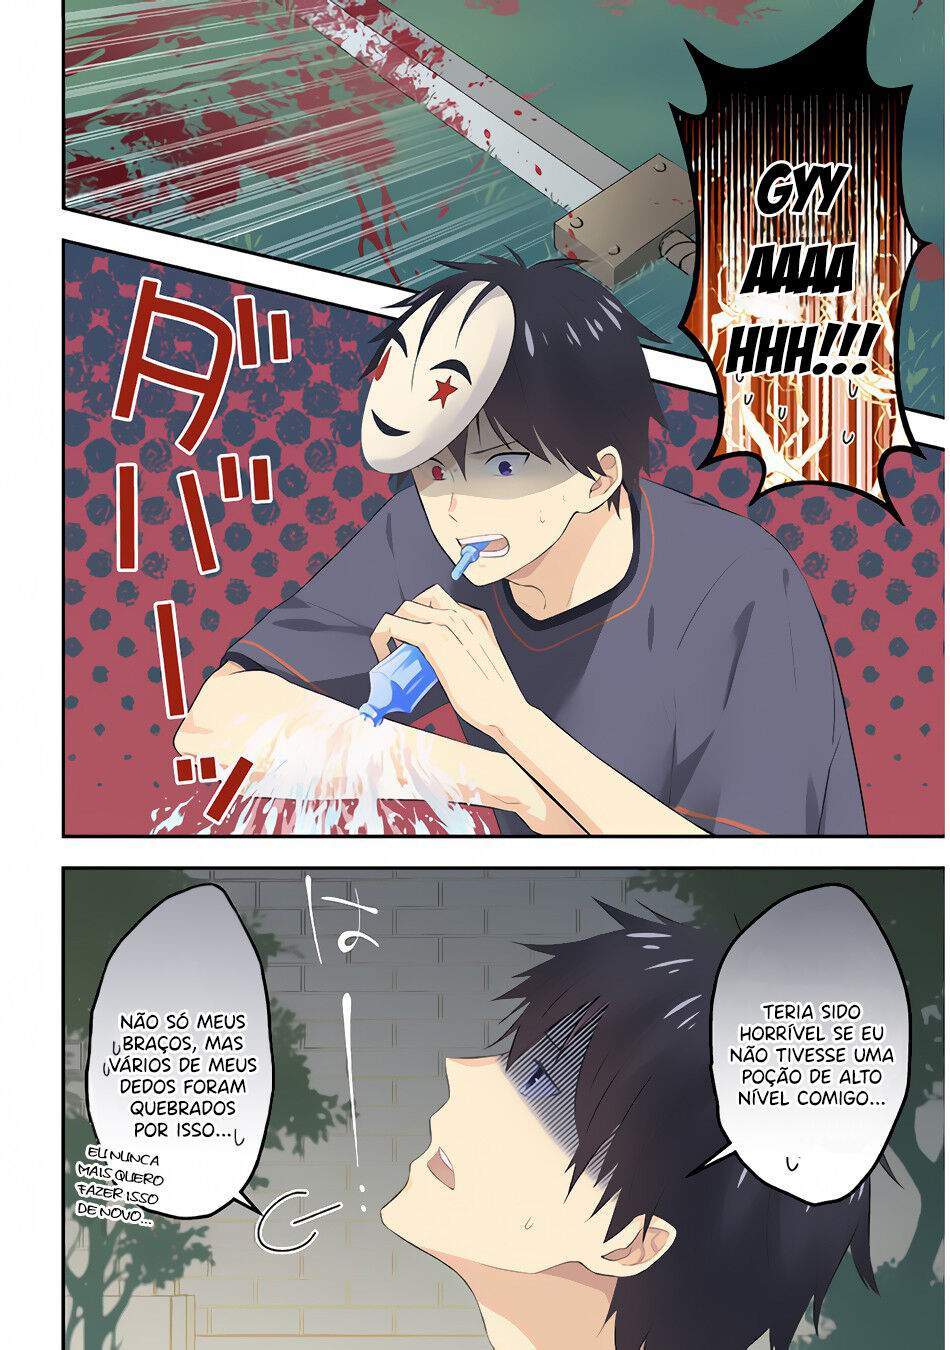 GYY
AAAA
HHH!!!
ダバ
ダバ
ッ
TERIA SIDO
HORRÍVEL SE EU
NÃO TIVESSE UMA
POÇÃO DE ALTO
NÍVEL COMIGO...
はー
NÃO SÓ MEUS
BRAÇOS, MAS
VÁRIOS DE MEUS
DEDOS FORAM
QUEBRADOS
POR ISSO...
EU NUNCA
MAIS QUERO
FAZER ISSO
DE NOVO...